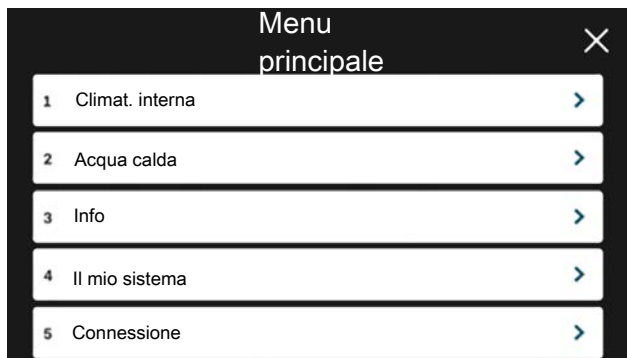 Menu
principale
1 Climat. interna
2 Acqua calda
3 Info
4 Il mio sistema
5 Connessione